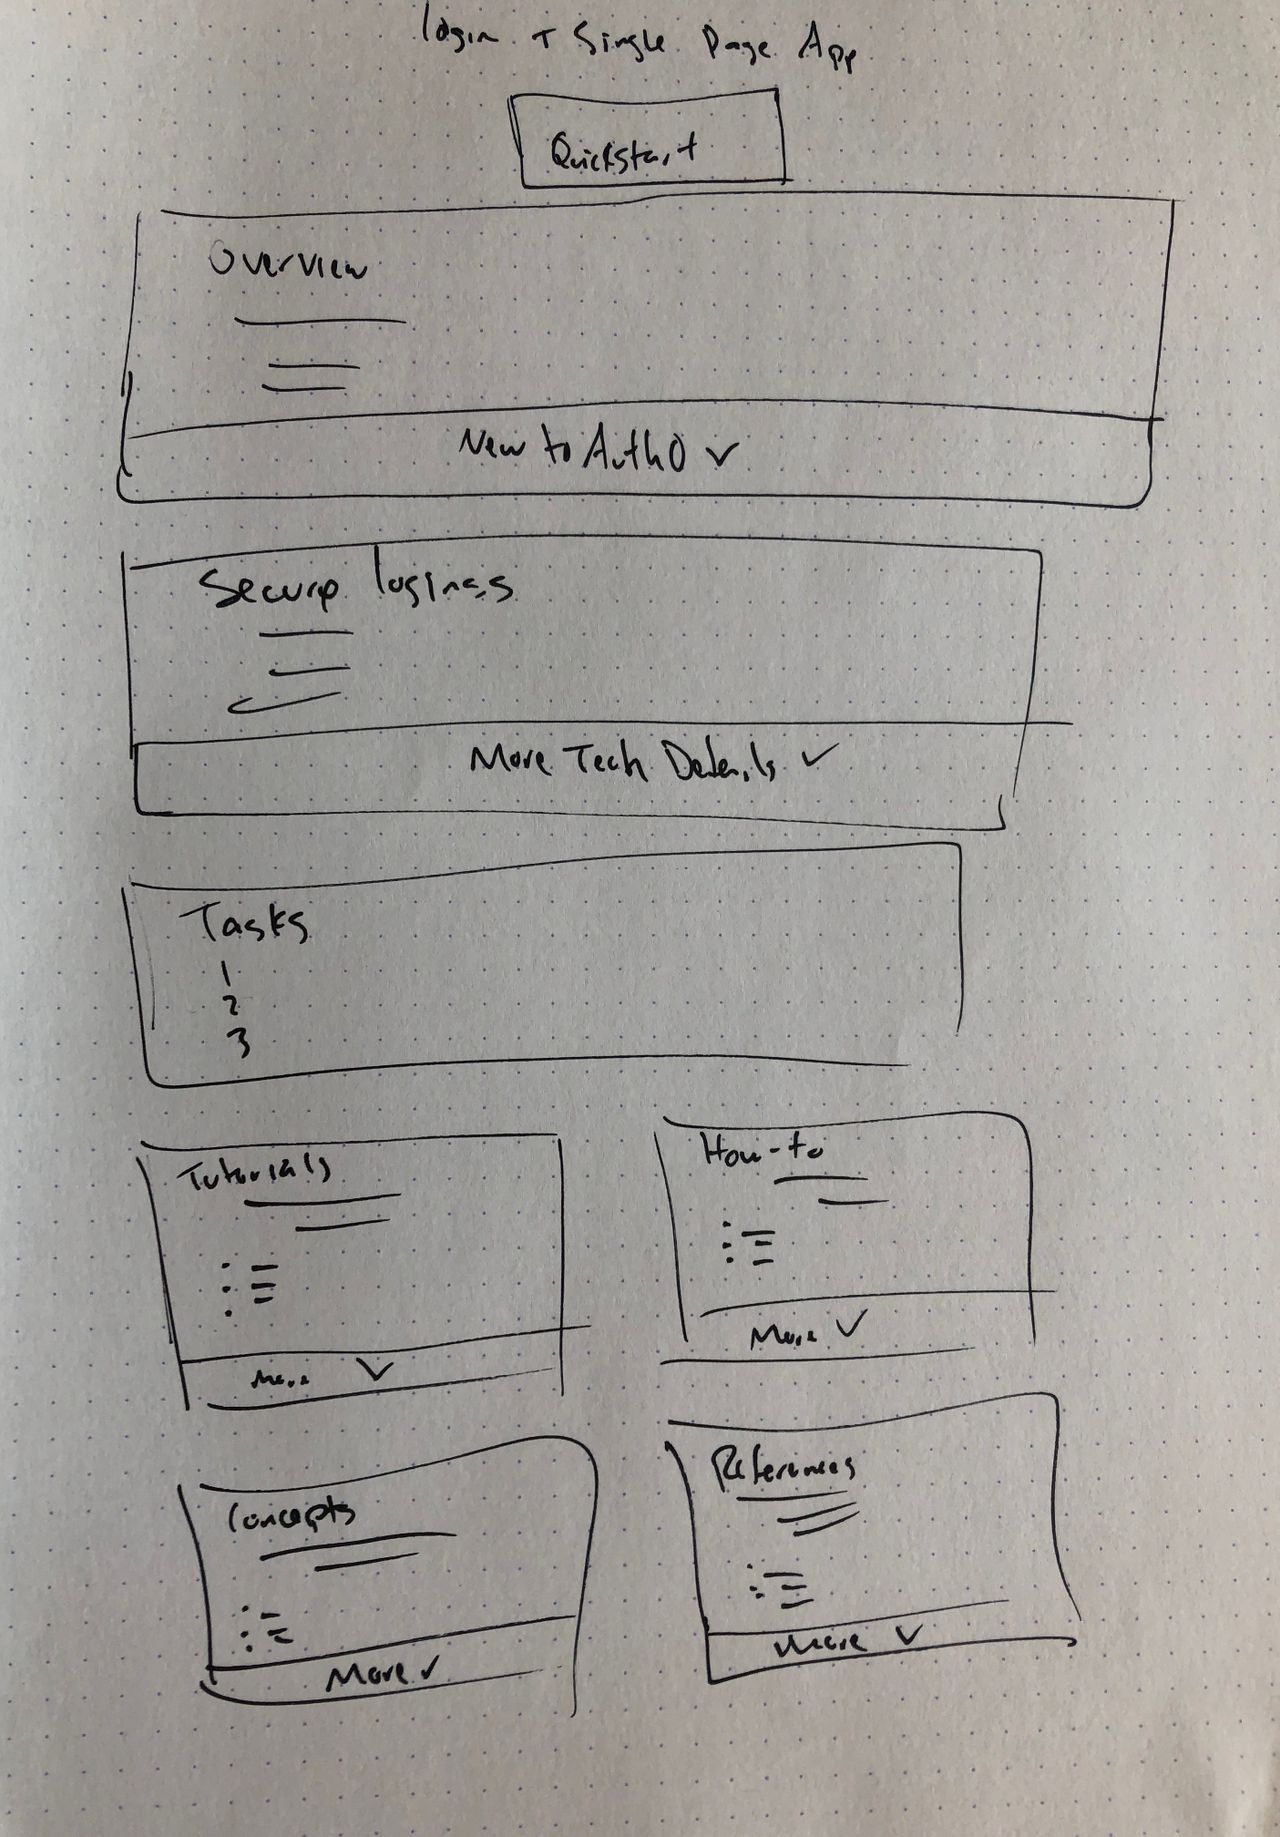 Login + Single Page App
Quickstart
Overview
New to Auth0
Secure
More Tech Details
Tasks
1
2
3
Tutorials
How-to
More
More
Concepts
References
More
More